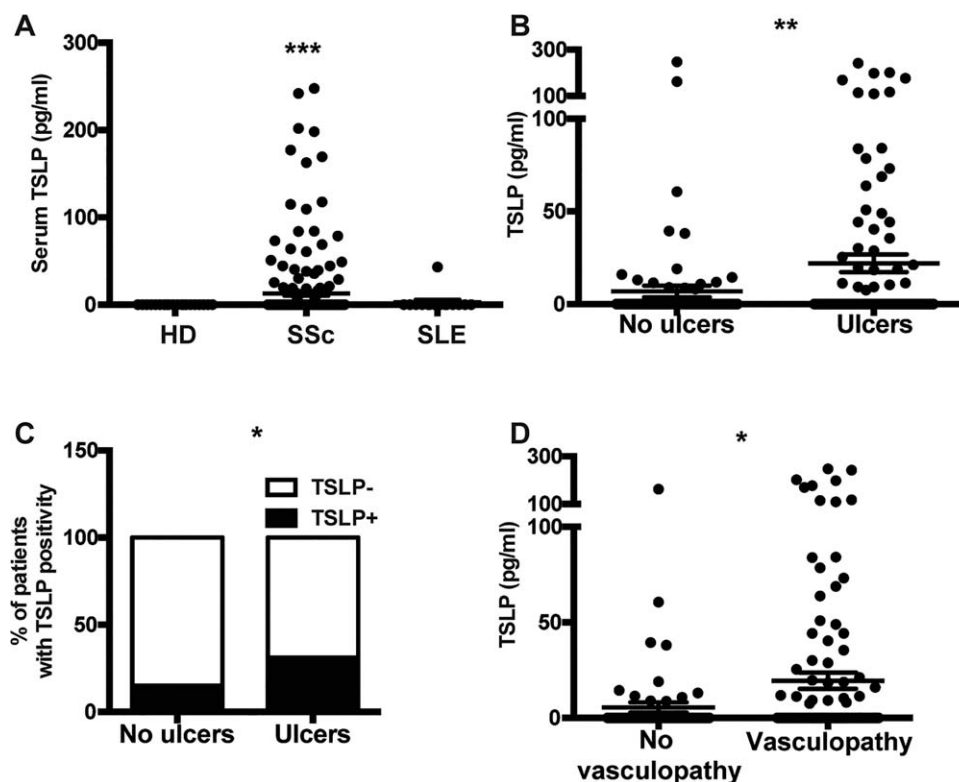 A
Serum TSLP (pg/ml)
300
200
100
0
***
HD
SSc
SLE
B
TSLP (pg/ml)
300
100
100
50
0
**
No ulcers
Ulcers
C
% of patients
with TSLP positivity
150
100
50
0
*
TSLP-
TSLP+
No ulcers
Ulcers
D
TSLP (pg/ml)
300
100
100
50
0
*
No
vasculopathy
Vasculopathy